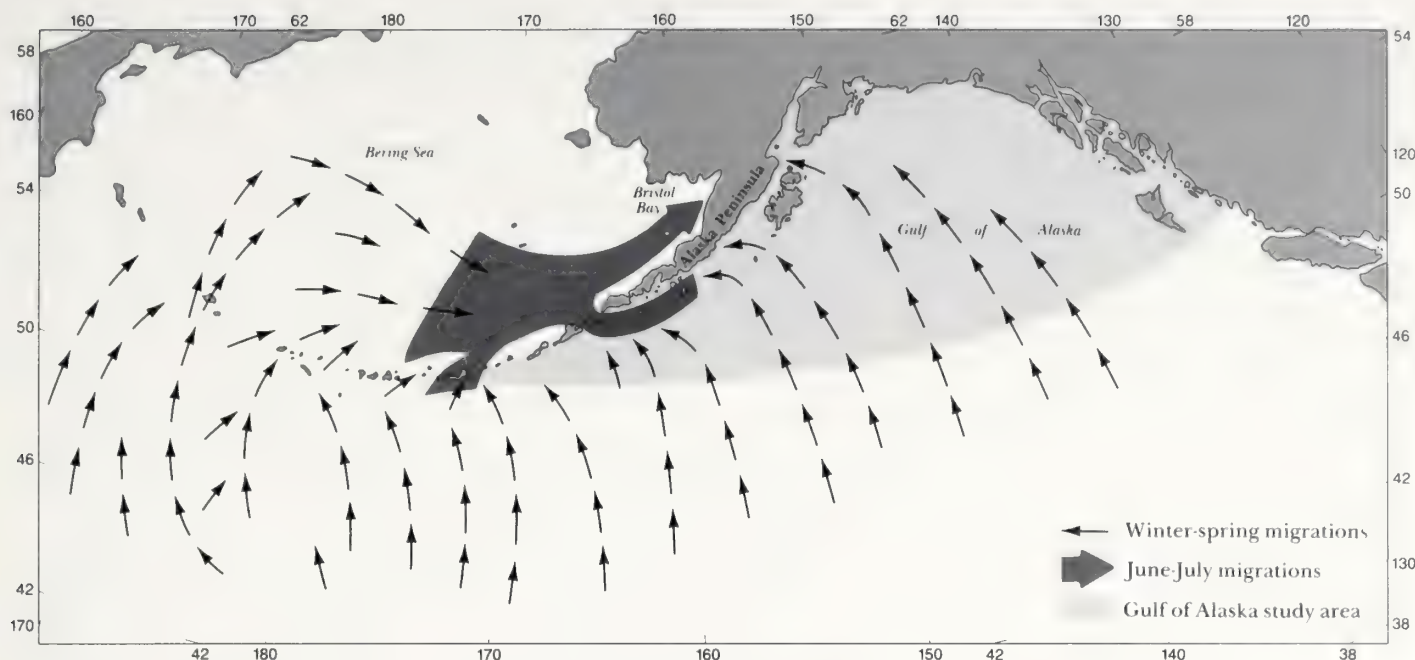 160 170 62 180 170 160 150 62 140 130 58 120
58
54
160
Bering Sea
120
54
Bristol
Bay
50
Alaska Peninsula
Gulf of Alaska
50
46
46
42
Winter-spring migrations
130
June-July migrations
42
Gulf of Alaska study area
170
38
42 180 170 160 150 42 140 38